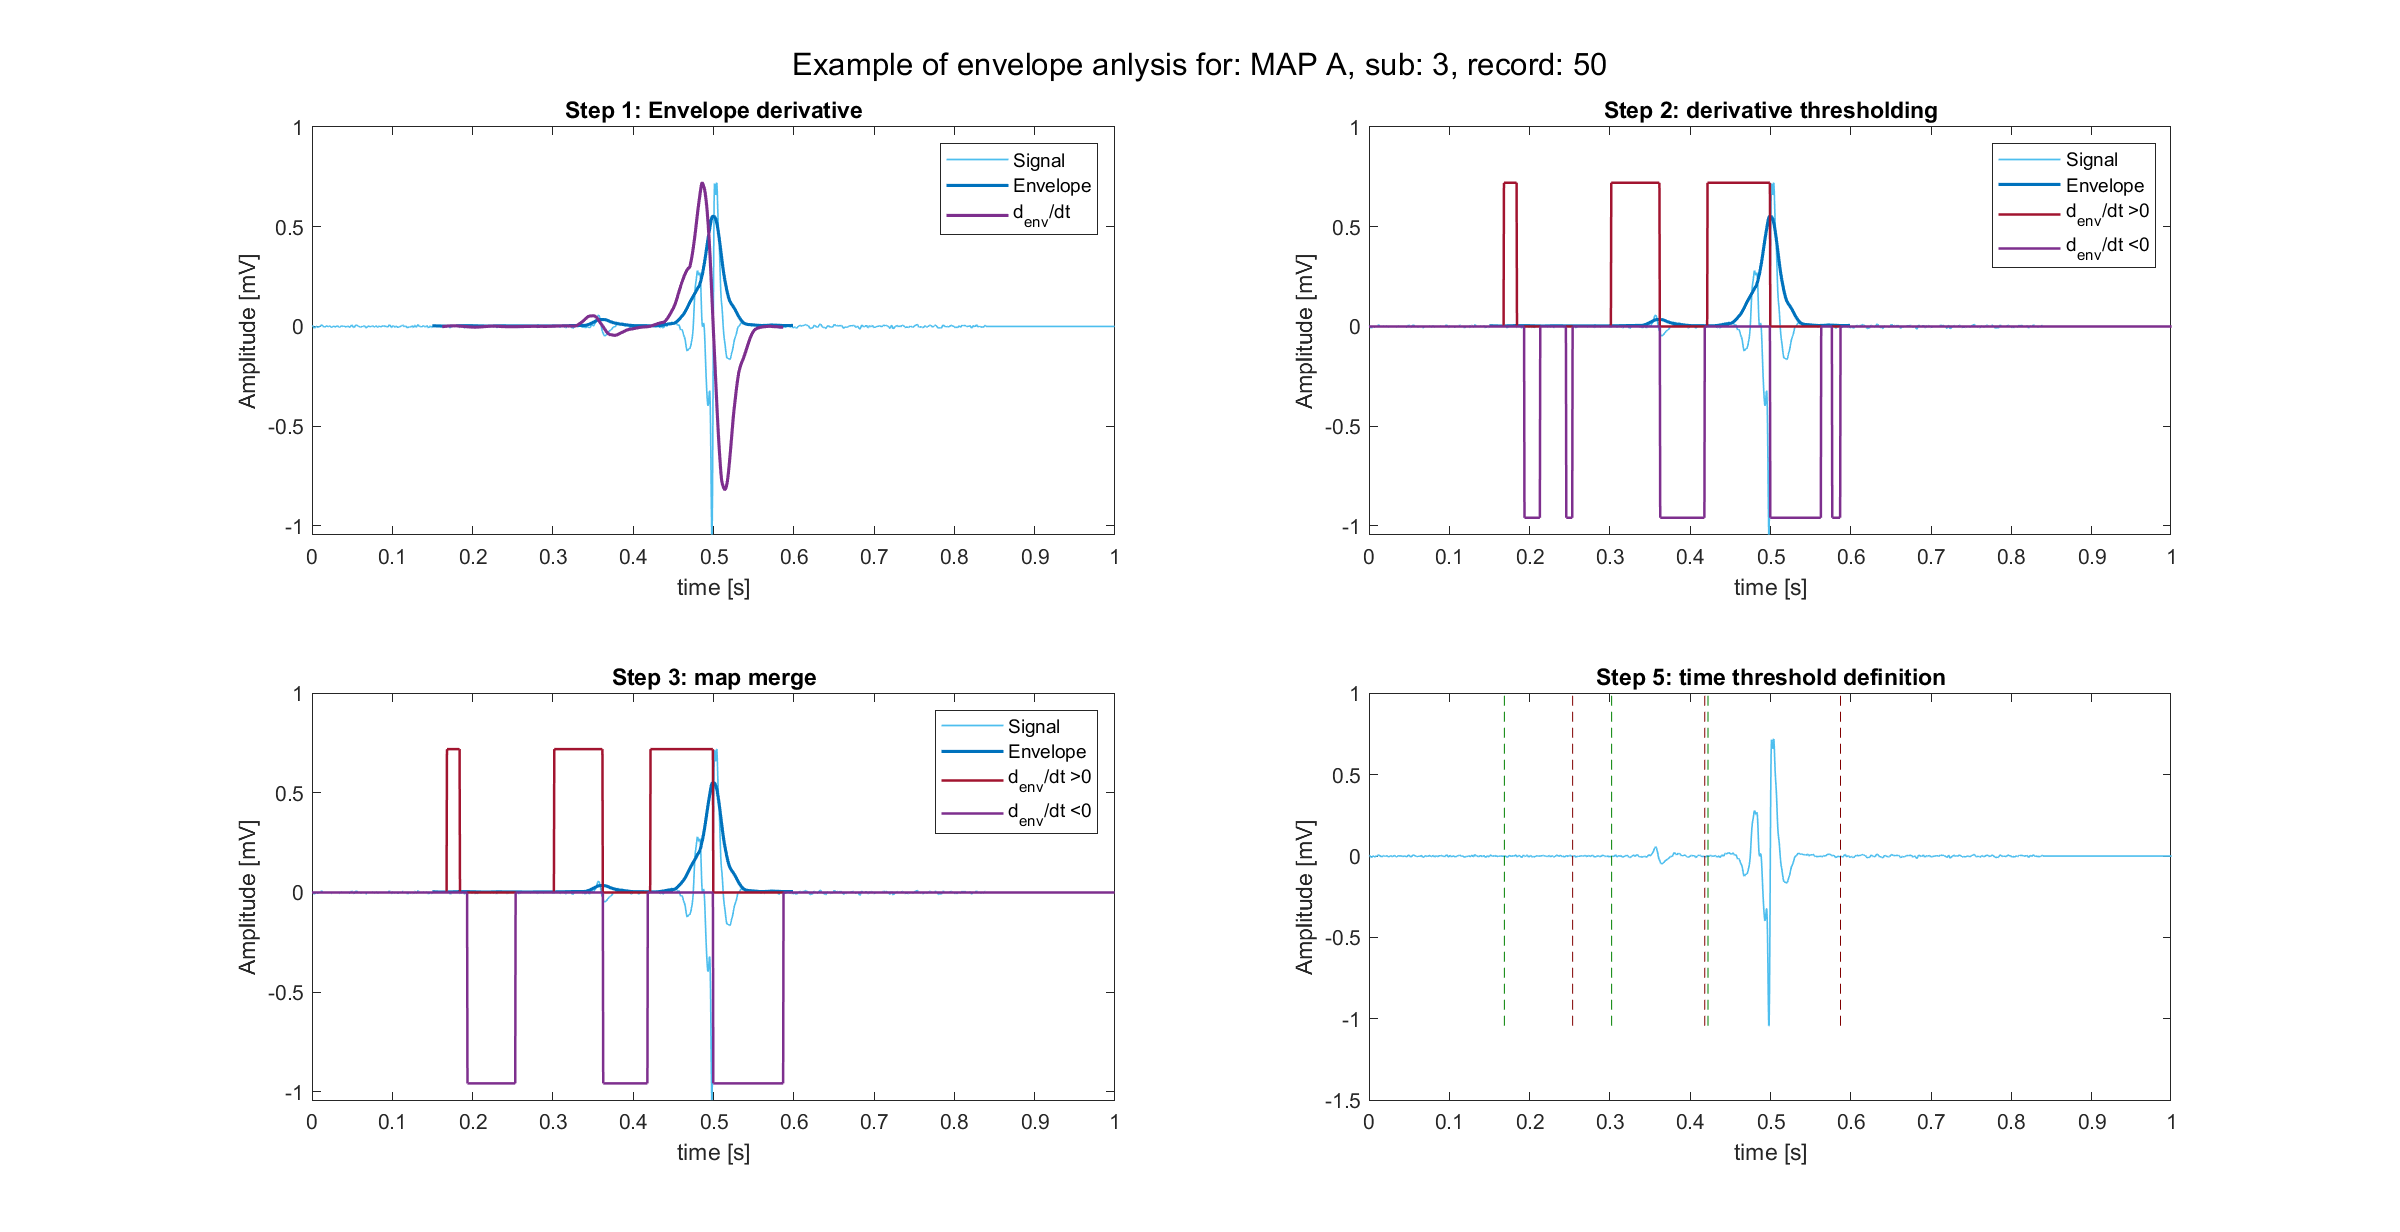 Example of envelope anlysis for: MAP A, sub: 3, record: 50
Step 1: Envelope derivative
1
0.5
0
-0.5
-1
Amplitude [mV]
Signal
Envelope
d_env/dt
0 0.1 0.2 0.3 0.4 0.5 0.6 0.7 0.8 0.9 1
time [s]
Step 2: derivative thresholding
1
0.5
0
-0.5
-1
Amplitude [mV]
Signal
Envelope
d_env/dt >0
d_env/dt <0
0 0.1 0.2 0.3 0.4 0.5 0.6 0.7 0.8 0.9 1
time [s]
Step 3: map merge
1
0.5
0
-0.5
-1
Amplitude [mV]
Signal
Envelope
d_env/dt >0
d_env/dt <0
0 0.1 0.2 0.3 0.4 0.5 0.6 0.7 0.8 0.9 1
time [s]
Step 5: time threshold definition
1
0.5
0
-0.5
-1
-1.5
Amplitude [mV]
0 0.1 0.2 0.3 0.4 0.5 0.6 0.7 0.8 0.9 1
time [s]